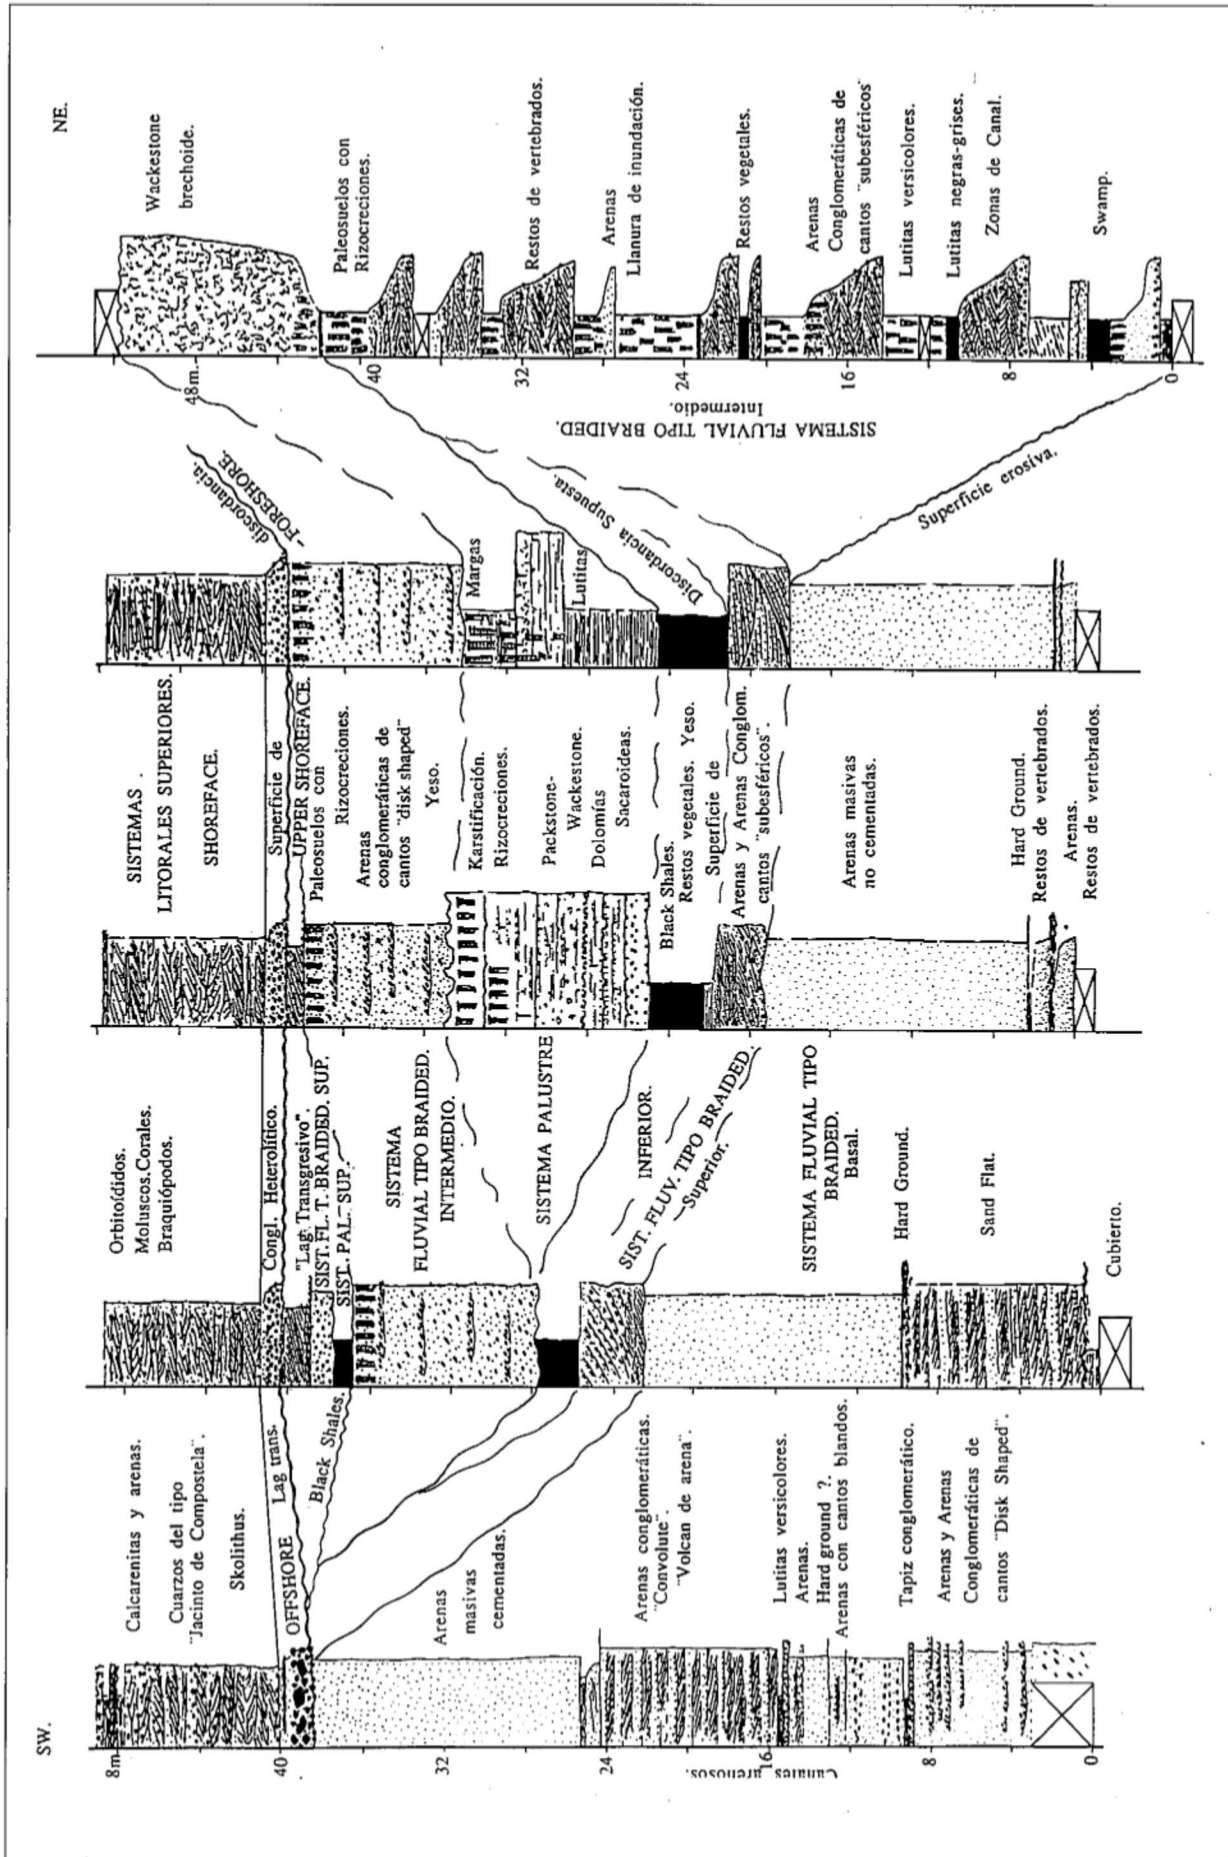 SW.
NE.
8m
40
32
24
16
8
0
Canales arenosos.
Calcarenitas y arenas.
Cuarzos del tipo
"Jacinto de Compostela".
Skolithus.
Lag trans.
OFFSHORE
Black Shales.
Arenas
masivas
cementadas.
Arenas conglomeráticas.
"Convolute".
"Volcan de arena".
Lutitas versicolores.
Arenas.
Hard ground ?.
Arenas con cantos blandos.
Tapiz conglomerático.
Arenas y Arenas
Conglomeráticas de
cantos "Disk Shaped".
Orbitoídidos.
Moluscos.Corales.
Braquiópodos.
Congl. Heterolítico.
"Lag Transgresivo".
SIST. FL. T. BRAIDED. SUP.
SIST. PAL. SUP.
SISTEMA
FLUVIAL TIPO BRAIDED.
INTERMEDIO.
SISTEMA PALUSTRE
INFERIOR.
SIST. FLUV. TIPO BRAIDED.
Superior.
SISTEMA FLUVIAL TIPO
BRAIDED.
Basal.
Hard Ground.
Sand Flat.
Cubierto.
SISTEMAS .
LITORALES SUPERIORES.
SHOREFACE.
Superficie de
discordancia.
UPPER SHOREFACE.
-FORESHORE.
Paleosuelos con
Rizocreciones.
Arenas
conglomeráticas de
cantos "disk shaped"
Yeso.
Karstificación.
Rizocreciones.
Margas
Packstone-
Wackestone.
Dolomías
Sacaroideas.
Lutitas
Black Shales.
Restos vegetales. Yeso.
Superficie de
Discordancia Supuesta.
Arenas y Arenas Conglom.
cantos "subesféricos".
Arenas masivas
no cementadas.
Hard Ground.
Restos de vertebrados.
Arenas.
Restos de vertebrados.
Superficie erosiva.
SISTEMA FLUVIAL TIPO BRAIDED.
Intermedio.
48m.
40
32
24
16
8
0
Wackestone
brechoide.
Paleosuelos con
Rizocreciones.
Restos de vertebrados.
Arenas
Llanura de inundación.
Restos vegetales.
Arenas
Conglomeráticas de
cantos "subesféricos"
Lutitas versicolores.
Lutitas negras-grises.
Zonas de Canal.
Swamp.